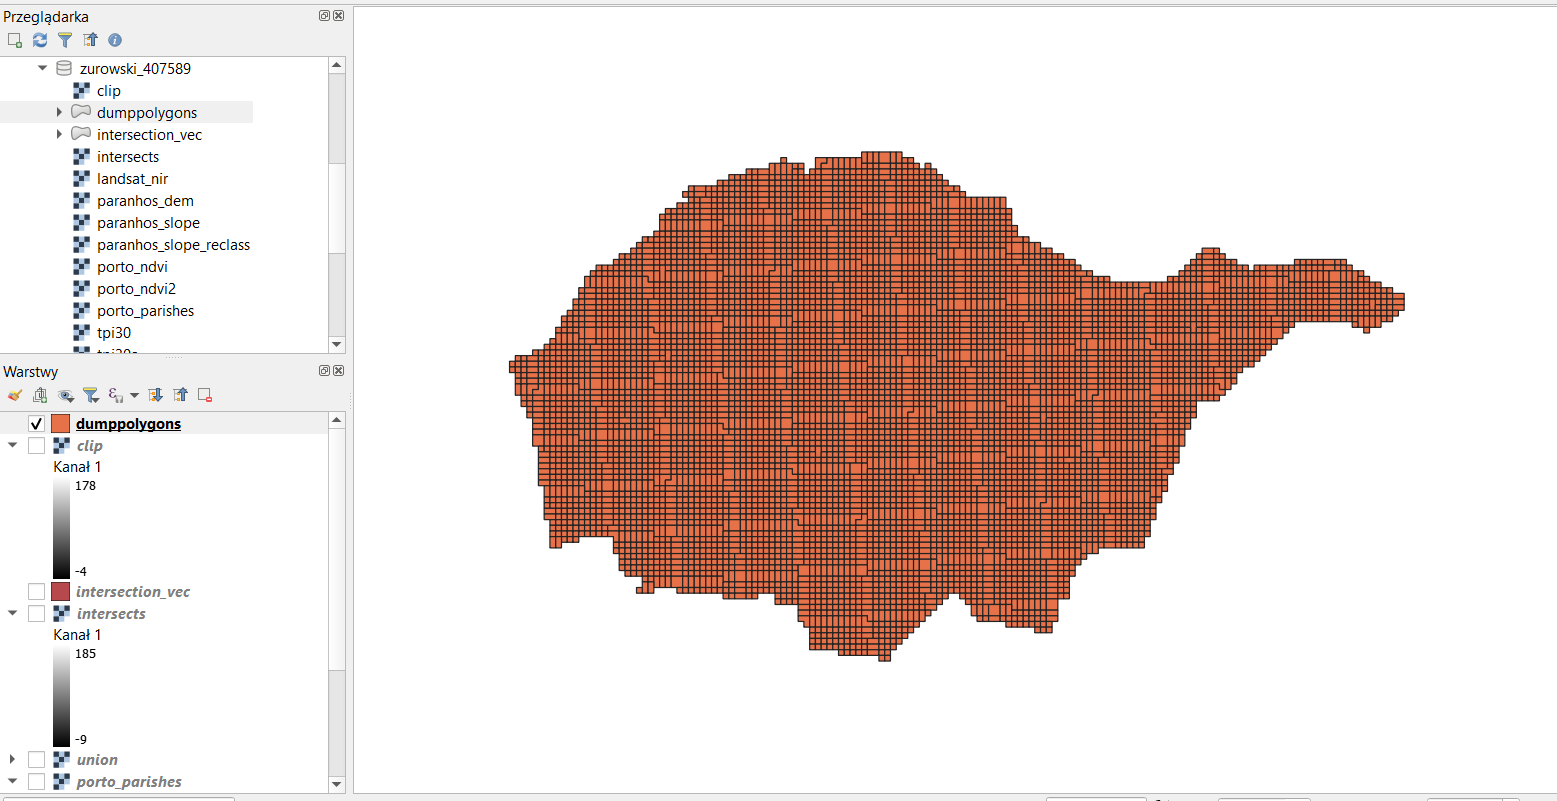 Przeglądarka
zurowski_407589
clip
dumppolygons
intersection_vec
intersects
landsat_nir
paranhos_dem
paranhos_slope
paranhos_slope_reclass
porto_ndvi
porto_ndvi2
porto_parishes
tpi30
Warstwy
dumppolygons
clip
Kanał 1
178
-4
intersection_vec
intersects
Kanał 1
185
-9
union
porto_parishes